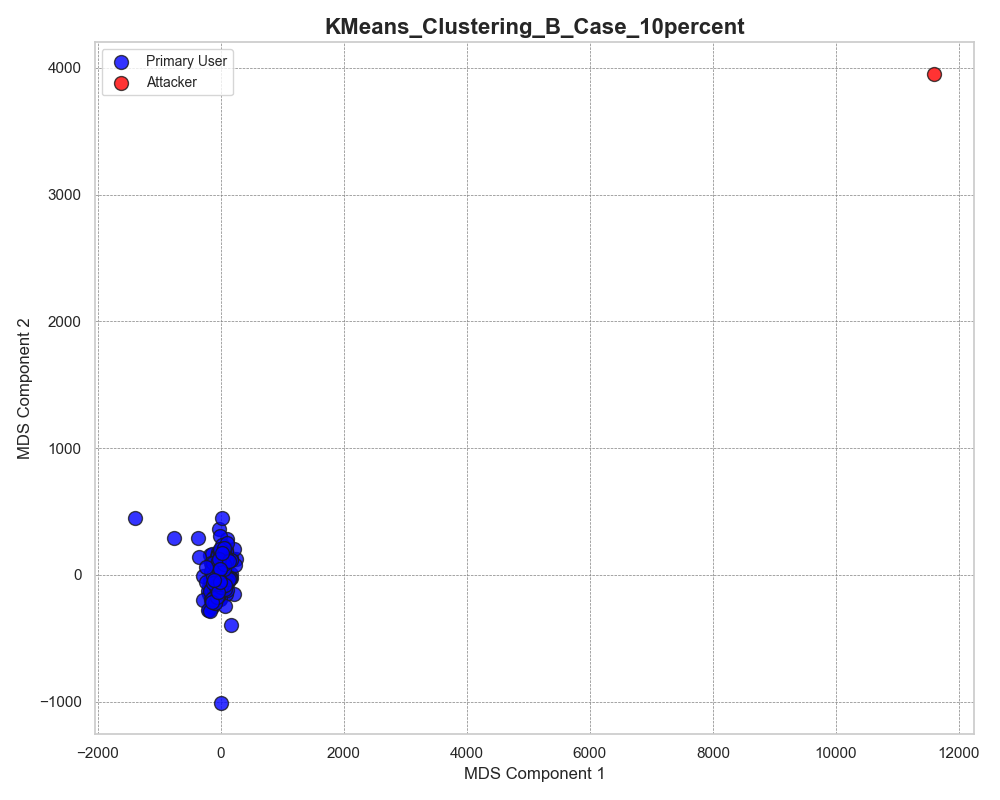 KMeans_Clustering_B_Case_10percent
Primary User
Attacker
4000
3000
2000
1000
0
−1000
MDS Component 2
−2000 0 2000 4000 6000 8000 10000 12000
MDS Component 1